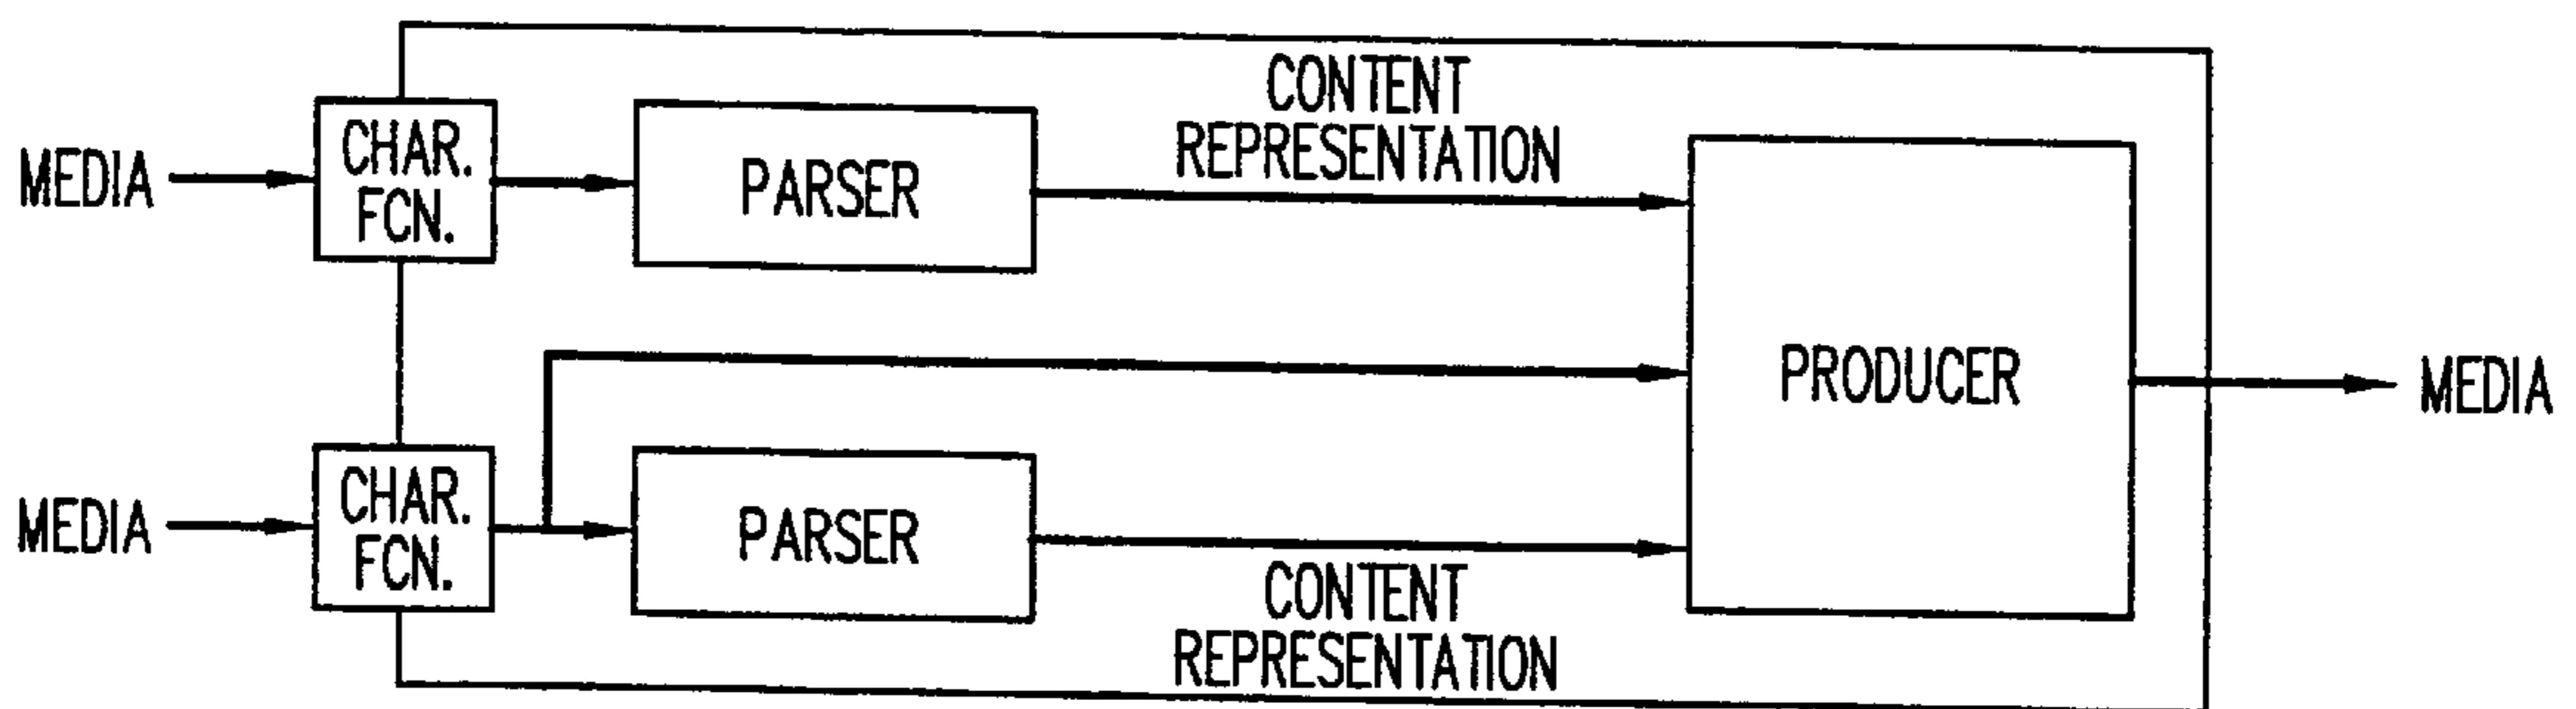 CONTENT
REPRESENTATION
MEDIA
CHAR.
FCN.
PARSER
PRODUCER
MEDIA
MEDIA
CHAR.
FCN.
PARSER
CONTENT
REPRESENTATION